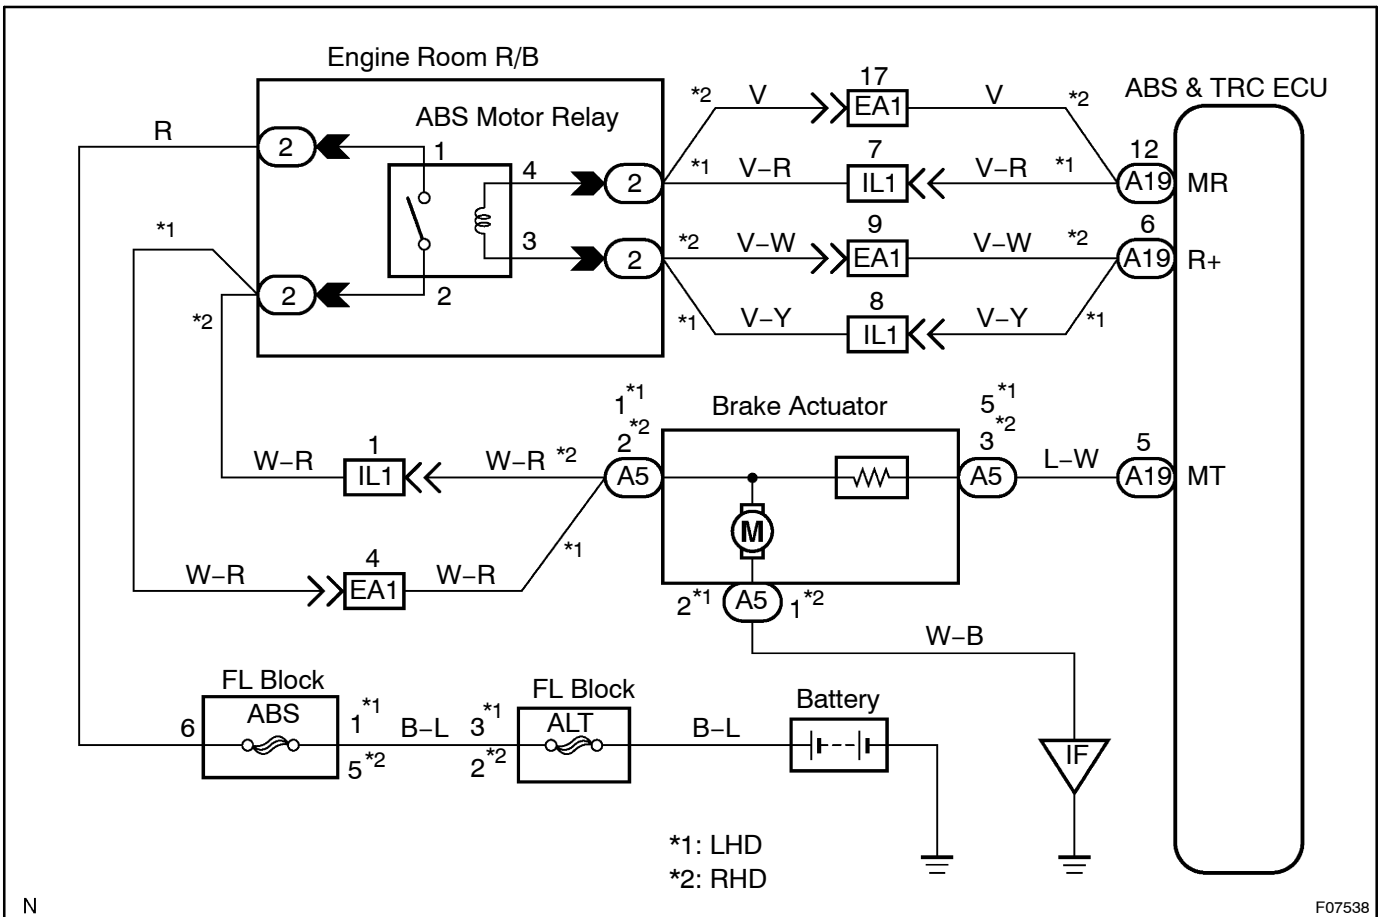 Engine Room R/B
ABS Motor Relay
ABS & TRC ECU
R
2
1
4
2
*2
V
17
EA1
V
*2
*1
V–R
7
IL1
V–R
*1
12
A19
MR
*1
2
2
3
2
*2
V–W
9
EA1
V–W
*2
6
A19
R+
*2
*1
V–Y
8
IL1
V–Y
*1
Brake Actuator
W–R
1
IL1
W–R
*2
1*1
2*2
A5
5*1
3*2
A5
L–W
5
A19
MT
M
W–R
4
EA1
W–R
*1
2*1
A5
1*2
W–B
FL Block
ABS
6
1*1
5*2
B–L
FL Block
ALT
3*1
2*2
B–L
Battery
IF
*1: LHD
*2: RHD
N
F07538